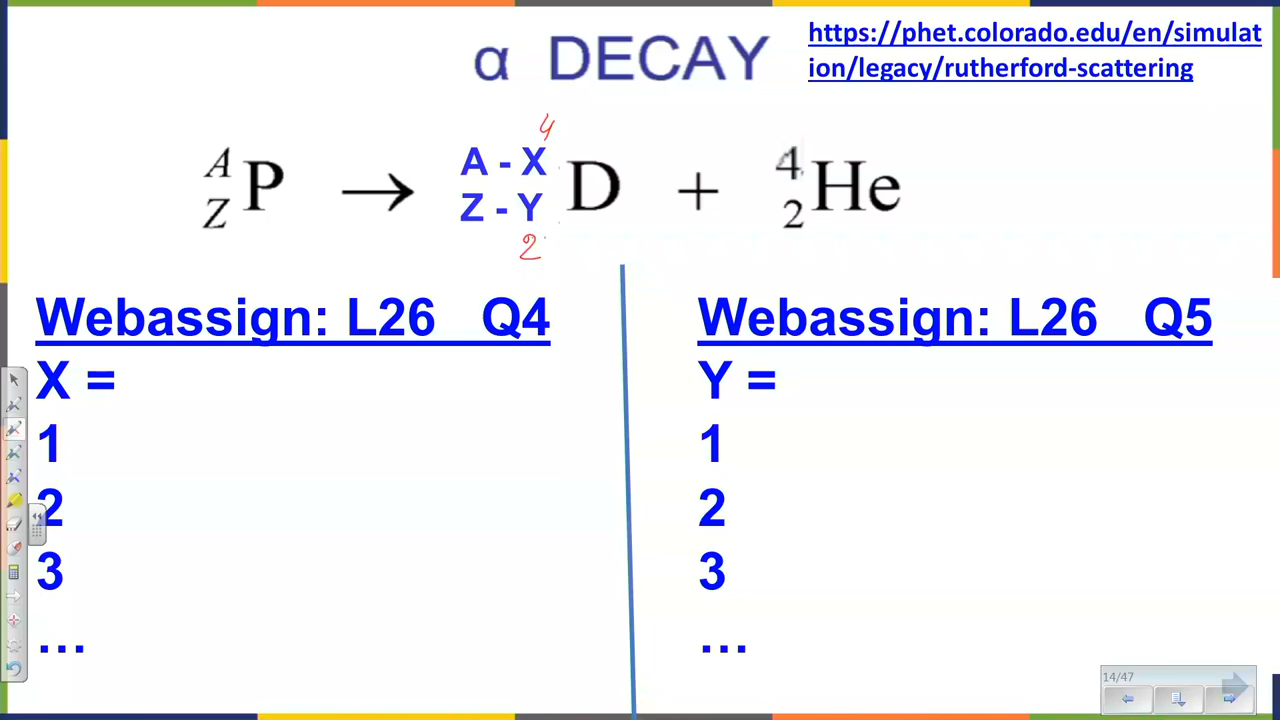 α DECAY
https://phet.colorado.edu/en/simulat
ion/legacy/rutherford-scattering
4
A P → A - X D + 4 He
Z Z - Y 2
2
Webassign: L26 Q4
X =
1
2
3
...
Webassign: L26 Q5
Y =
1
2
3
...
14/47